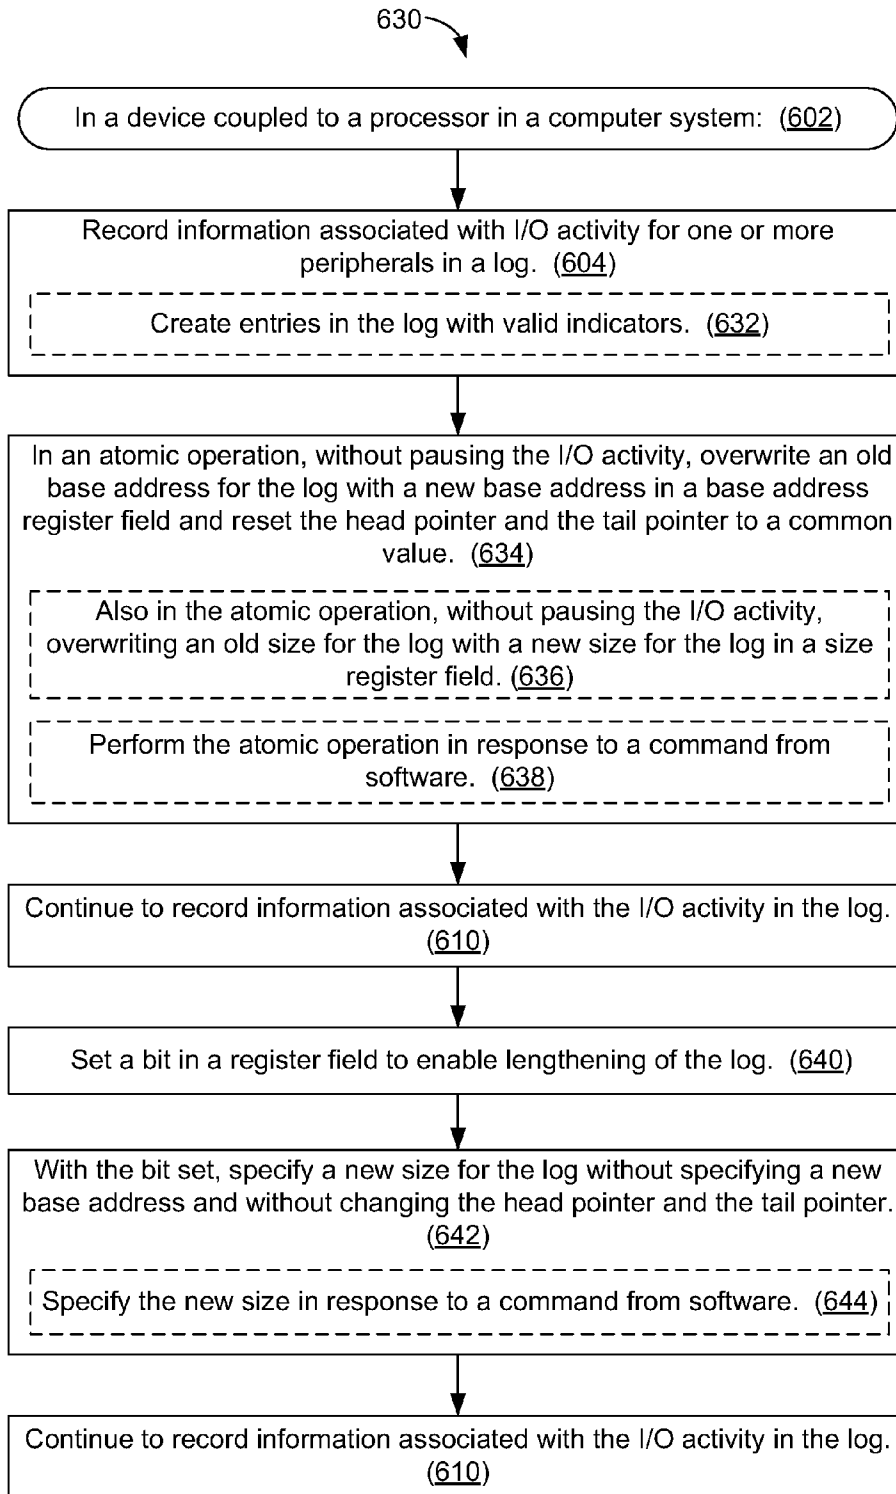 630
In a device coupled to a processor in a computer system: (602)
Record information associated with I/O activity for one or more
peripherals in a log. (604)
Create entries in the log with valid indicators. (632)
In an atomic operation, without pausing the I/O activity, overwrite an old
base address for the log with a new base address in a base address
register field and reset the head pointer and the tail pointer to a common
value. (634)
Also in the atomic operation, without pausing the I/O activity,
overwriting an old size for the log with a new size for the log in a size
register field. (636)
Perform the atomic operation in response to a command from
software. (638)
Continue to record information associated with the I/O activity in the log.
(610)
Set a bit in a register field to enable lengthening of the log. (640)
With the bit set, specify a new size for the log without specifying a new
base address and without changing the head pointer and the tail pointer.
(642)
Specify the new size in response to a command from software. (644)
Continue to record information associated with the I/O activity in the log.
(610)